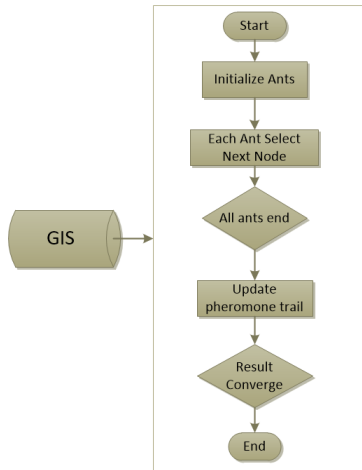 Start
Initialize Ants
Each Ant Select
Next Node
All ants end
GIS
Update
pheromone trail
Result
Converge
End